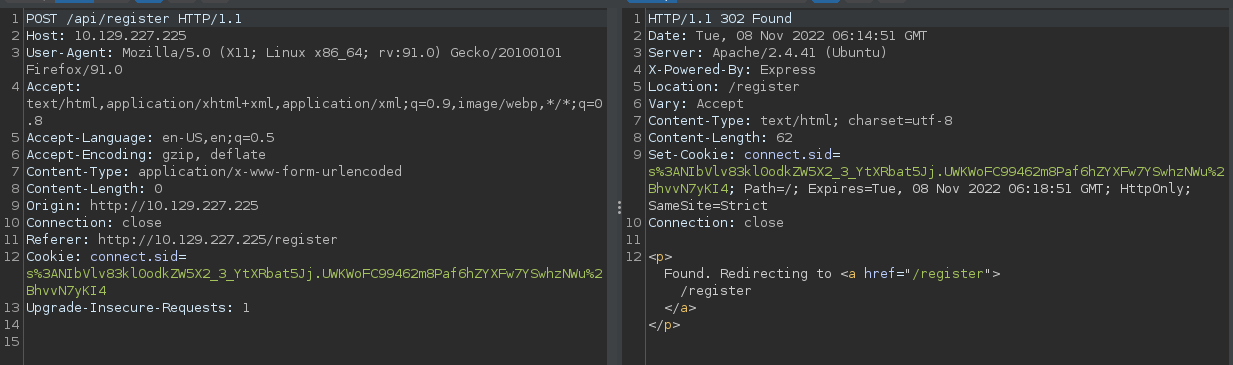 1 POST /api/register HTTP/1.1
2 Host: 10.129.227.225
3 User-Agent: Mozilla/5.0 (X11; Linux x86_64; rv:91.0) Gecko/20100101
Firefox/91.0
4 Accept:
text/html,application/xhtml+xml,application/xml;q=0.9,image/webp,*/*;q=0
.8
5 Accept-Language: en-US,en;q=0.5
6 Accept-Encoding: gzip, deflate
7 Content-Type: application/x-www-form-urlencoded
8 Content-Length: 0
9 Origin: http://10.129.227.225
10 Connection: close
11 Referer: http://10.129.227.225/register
12 Cookie: connect.sid=
s%3ANIbVlv83klOodkZW5X2_3_YtXRbat5Jj.UWKWoFC99462m8Paf6hZYXFw7YSwhzNWu%2
BhvvN7yKI4
13 Upgrade-Insecure-Requests: 1
14
15
1 HTTP/1.1 302 Found
2 Date: Tue, 08 Nov 2022 06:14:51 GMT
3 Server: Apache/2.4.41 (Ubuntu)
4 X-Powered-By: Express
5 Location: /register
6 Vary: Accept
7 Content-Type: text/html; charset=utf-8
8 Content-Length: 62
9 Set-Cookie: connect.sid=
s%3ANIbVlv83klOodkZW5X2_3_YtXRbat5Jj.UWKWoFC99462m8Paf6hZYXFw7YSwhzNWu%2
BhvvN7yKI4; Path=/; Expires=Tue, 08 Nov 2022 06:18:51 GMT; HttpOnly;
SameSite=Strict
10 Connection: close
11
12 <p>
Found. Redirecting to <a href="/register">
/register
</a>
</p>